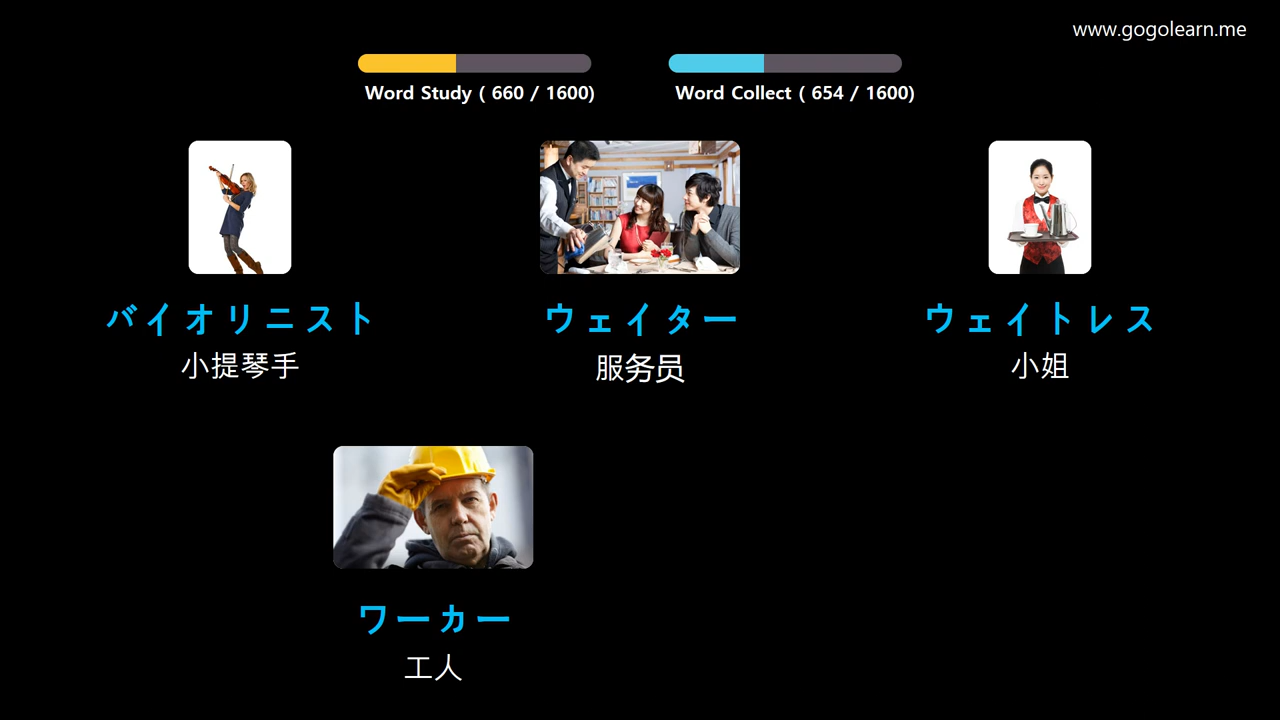 www.gogolearn.me
Word Study ( 660 / 1600)
Word Collect ( 654 / 1600)
バイオリニスト
小提琴手
ウェイター
服务员
ウェイトレス
小姐
ワーカー
工人